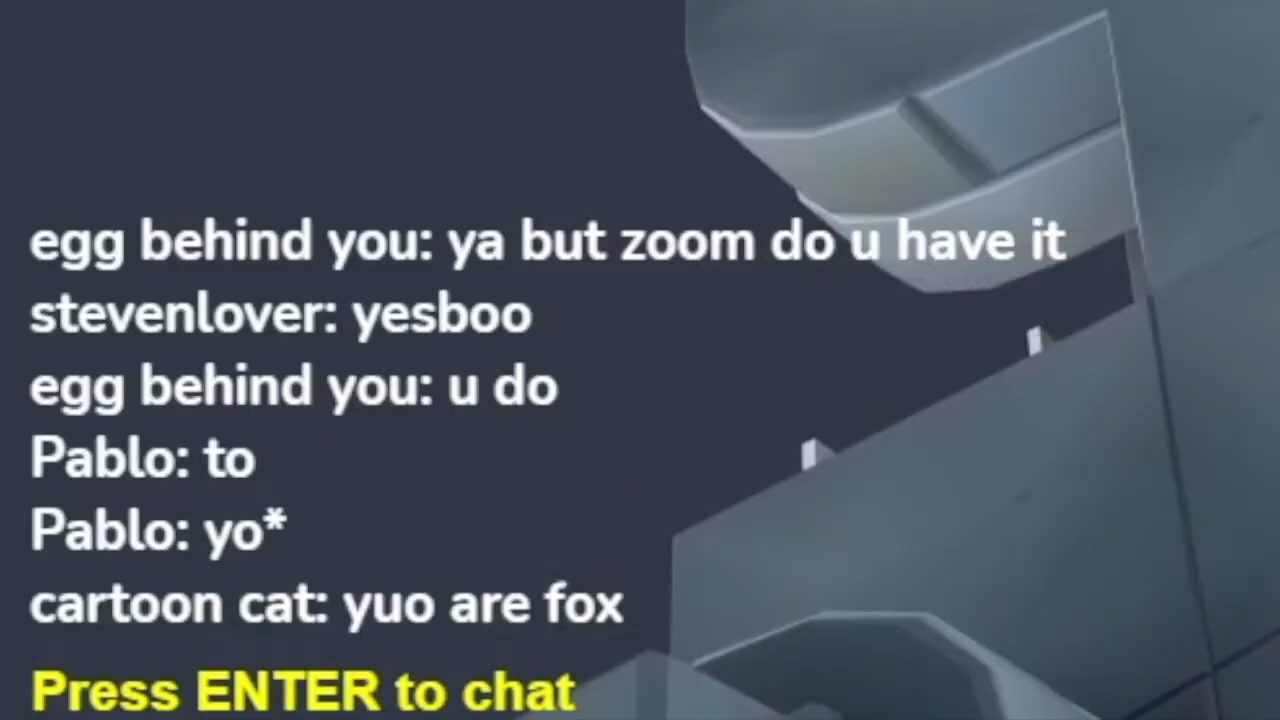 egg behind you: ya but zoom do u have it
stevenlover: yesboo
egg behind you: u do
Pablo: to
Pablo: yo*
cartoon cat: yuo are fox
Press ENTER to chat